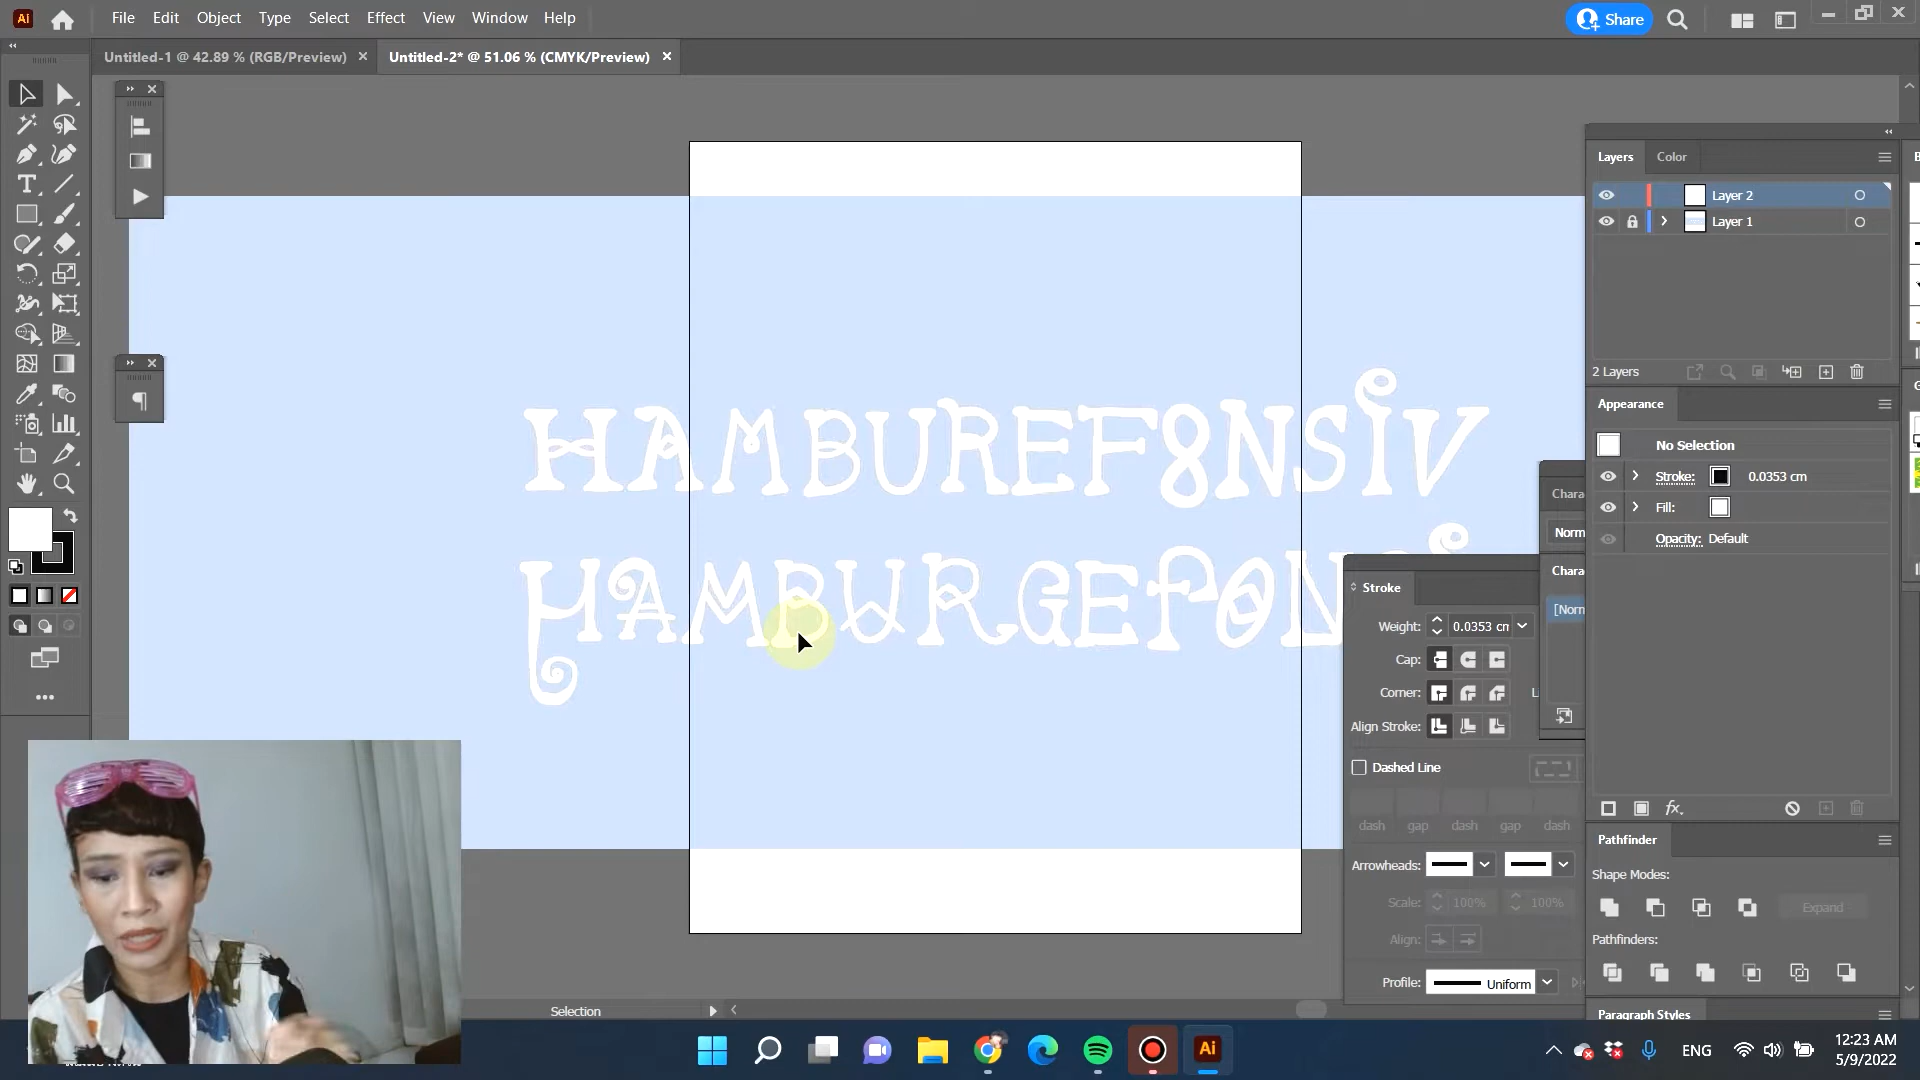 Ai File Edit Object Type Select Effect View Window Help Share
Untitled-1 @ 42.89 % (RGB/Preview) Untitled-2* @ 51.06 % (CMYK/Preview)
Layers Color
Layer 2
Layer 1
2 Layers
Appearance
No Selection
Stroke: 0.0353 cm
Fill:
Opacity: Default
HAMBUREFONSIV
HAMBURGEFON
Chara
Norm
Chara
[Norm
Stroke
Weight: 0.0353 cm
Cap:
Corner:
Align Stroke:
Dashed Line
dash gap dash gap dash
Arrowheads:
Scale: 100% 100%
Align:
Profile: Uniform
Pathfinder
Shape Modes:
Expand
Pathfinders:
Paragraph Styles
Selection
Ai
ENG
12:23 AM
5/9/2022